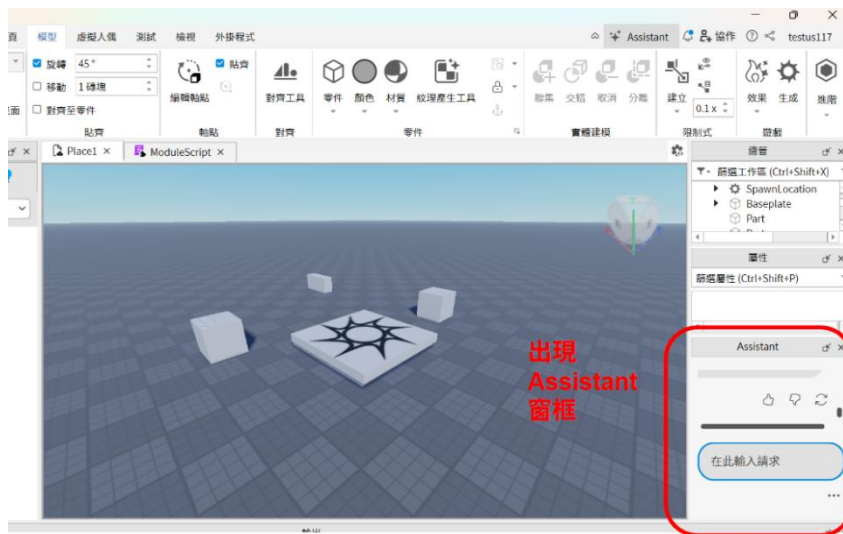 頁 模型 虛擬人偶 測試 檢視 外掛程式 Assistant 協作 testus117
旋轉 45° 貼齊
移動 1 磚塊
對齊至零件
編輯軸點 對齊工具 零件 顏色 材質 紋理產生工具 聯集 交錯 取消 分離 建立 0.1 x 效果 生成 進階
貼齊 軸點 對齊 零件 實體建模 限制式 遊戲
Place1 ModuleScript 總管
篩選工作區 (Ctrl+Shift+X)
SpawnLocation
Baseplate
Part
屬性
篩選屬性 (Ctrl+Shift+P)
出現
Assistant
窗框
Assistant
在此輸入請求